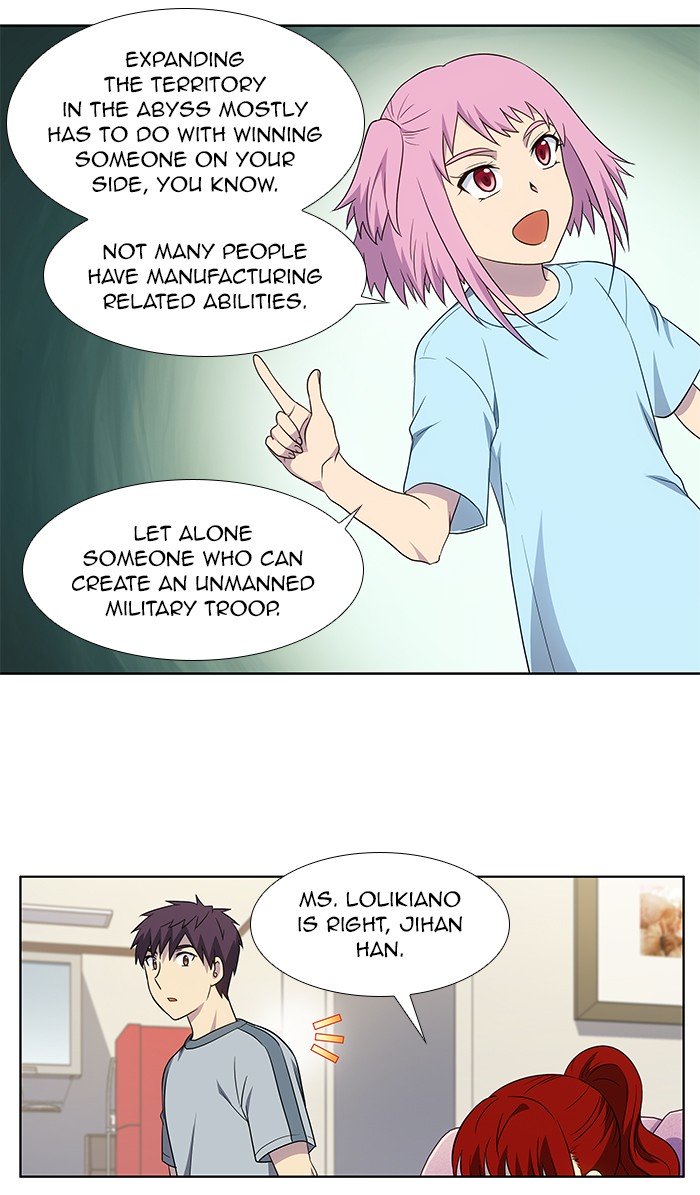 EXPANDING
THE TERRITORY
IN THE ABYSS MOSTLY
HAS TO DO WITH WINNING
SOMEONE ON YOUR
SIDE, YOU KNOW.
NOT MANY PEOPLE
HAVE MANUFACTURING
RELATED ABILITIES.
LET ALONE
SOMEONE WHO CAN
CREATE AN UNMANNED
MILITARY TROOP.
MS. LOLIKIANO
IS RIGHT, JIHAN
HAN.